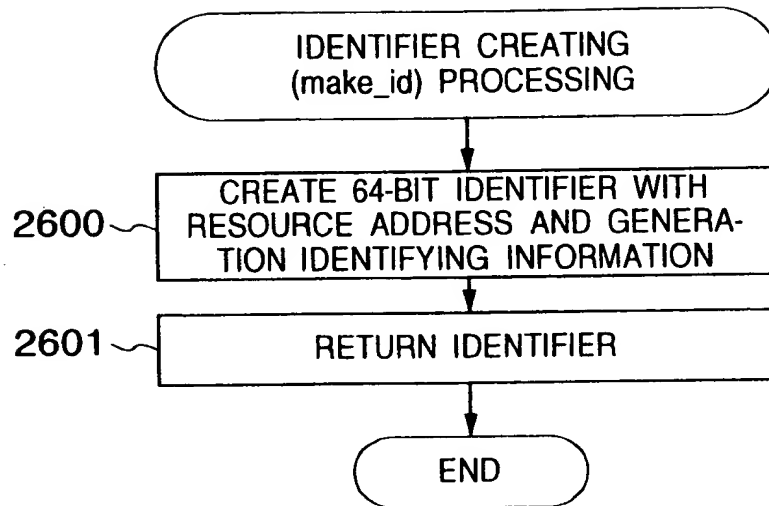 IDENTIFIER CREATING
(make_id) PROCESSING
CREATE 64-BIT IDENTIFIER WITH
2600
RESOURCE ADDRESS AND GENERA-
TION IDENTIFYING INFORMATION
2601
RETURN IDENTIFIER
END